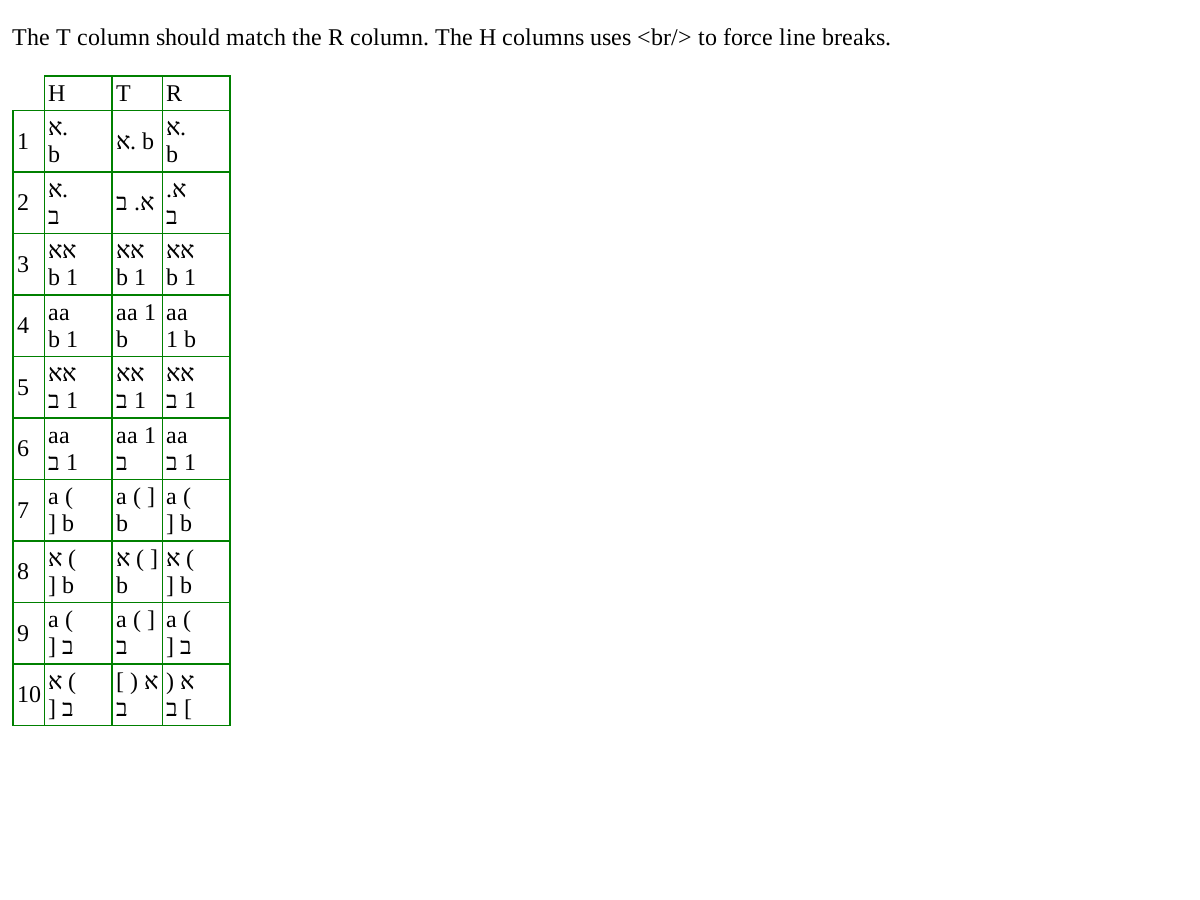 The T column should match the R column. The H columns uses <br/> to force line breaks.
H
T
R
1
א.
b
א. b
א.
b
2
א.
ב
א. ב
א.
ב
3
אא
b 1
אא
b 1
אא
b 1
4
aa
b 1
aa 1
b
aa
1 b
5
אא
1 ב
אא
1 ב
אא
1 ב
6
aa
1 ב
aa 1
ב
aa
1 ב
7
a (
] b
a ( ]
b
a (
] b
8
א (
] b
א ( ]
b
א (
] b
9
a (
] ב
a ( ]
ב
a (
] ב
10
א (
] ב
א ( ]
ב
א (
] ב